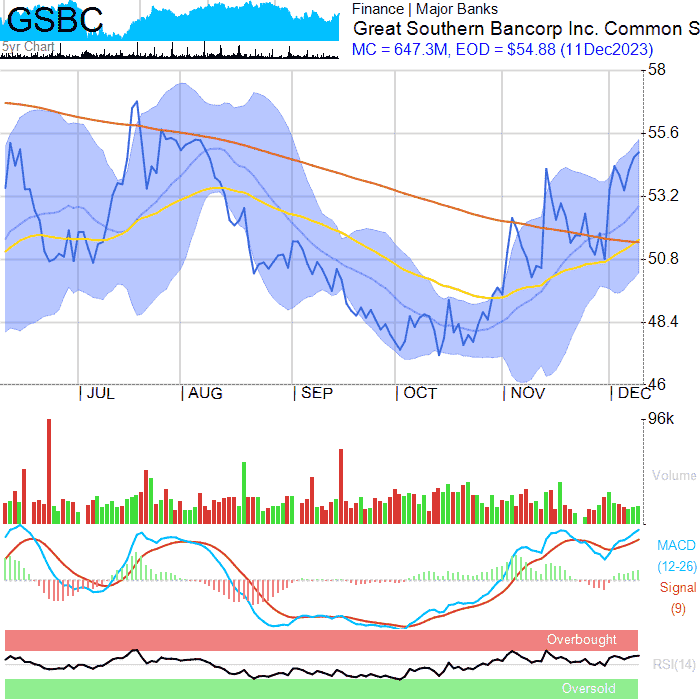 GSBC
5yr Chart
Finance | Major Banks
Great Southern Bancorp Inc. Common S
MC = 647.3M, EOD = $54.88 (11Dec2023)
58
55.6
53.2
50.8
48.4
46
JUL AUG SEP OCT NOV DEC
96k
Volume
MACD
(12-26)
Signal
(9)
Overbought
RSI(14)
Oversold